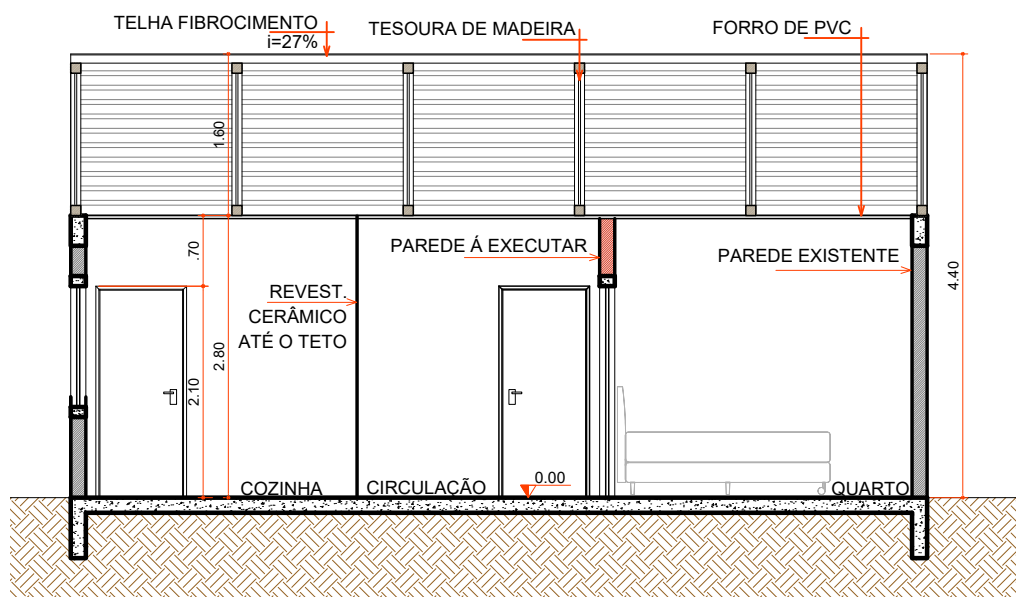 TELHA FIBROCIMENTO
i=27%
TESOURA DE MADEIRA
FORRO DE PVC
1.60
.70
PAREDE Á EXECUTAR
PAREDE EXISTENTE
4.40
REVEST.
CERÂMICO
ATÉ O TETO
2.80
2.10
0.00
COZINHA
CIRCULAÇÃO
QUARTO